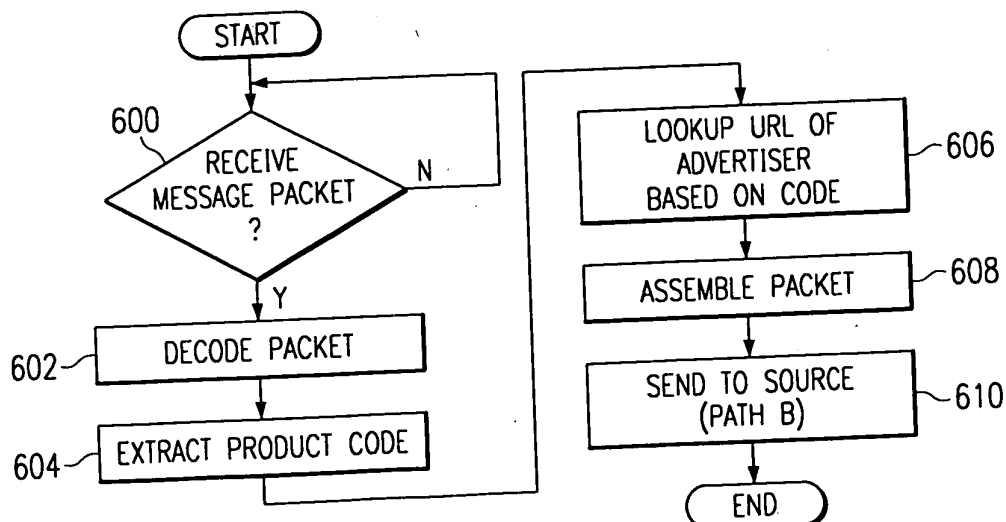 START
600
RECEIVE
MESSAGE PACKET
?
N
Y
602
DECODE PACKET
604
EXTRACT PRODUCT CODE
LOOKUP URL OF
ADVERTISER
BASED ON CODE
606
ASSEMBLE PACKET
608
SEND TO SOURCE
(PATH B)
610
END